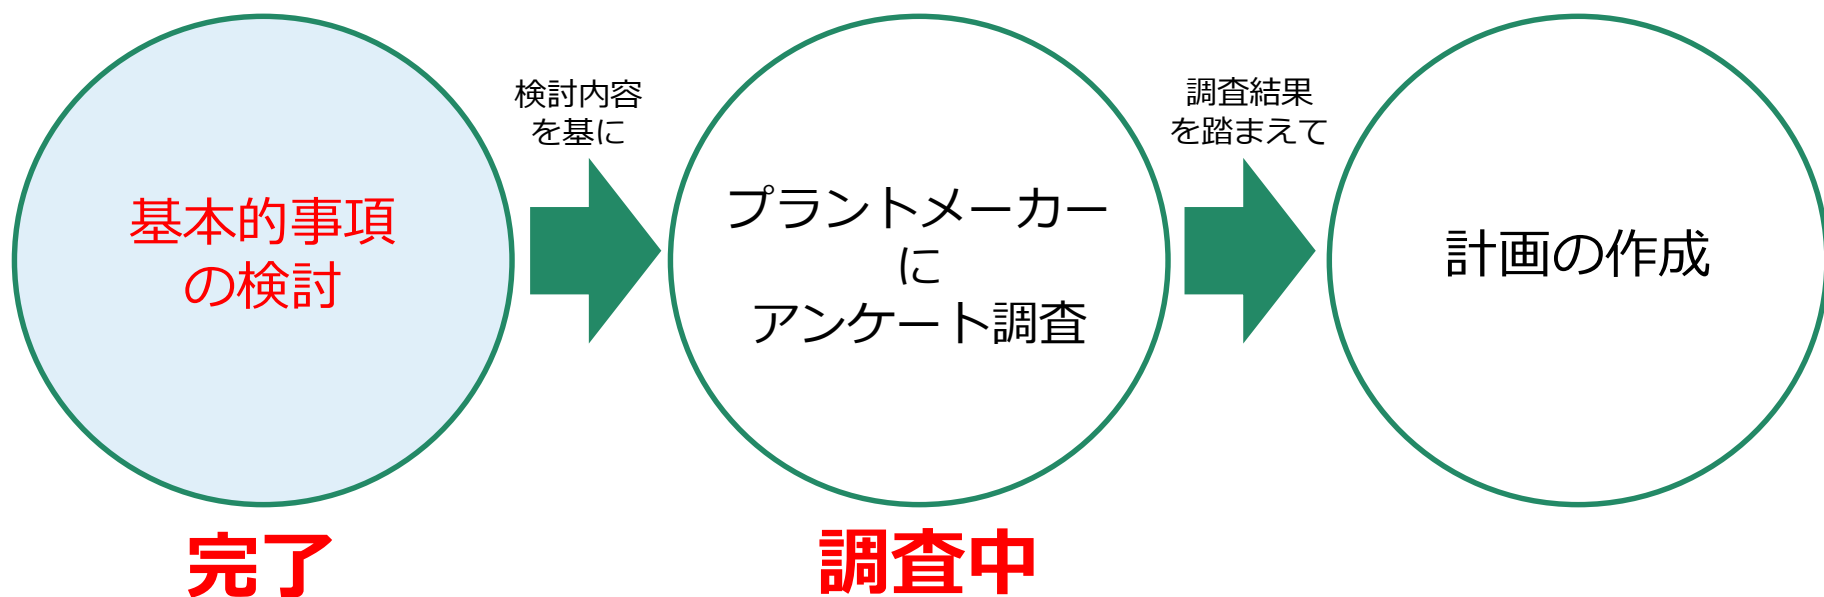 基本的事項
の検討
完了
検討内容
を基に
プラントメーカー
に
アンケート調査
調査中
調査結果
を踏まえて
計画の作成